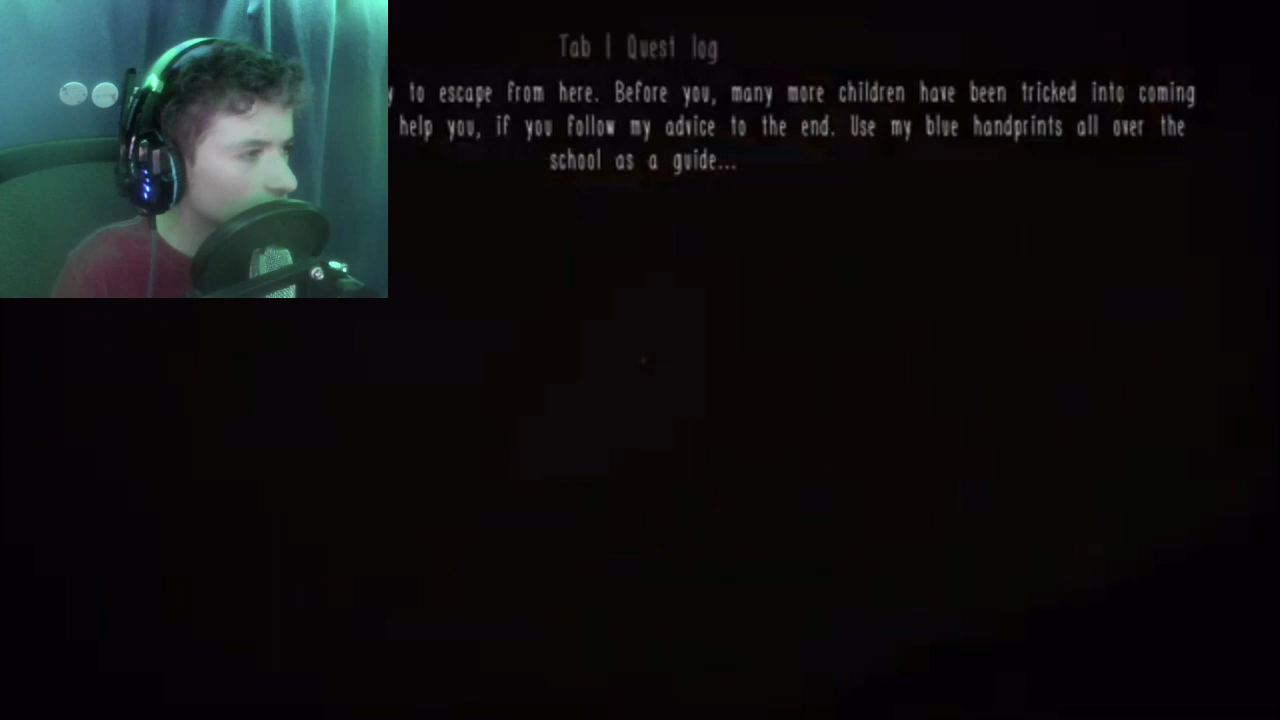 Tab | Quest log
to escape from here. Before you, many more children have been tricked into coming
help you, if you follow my advice to the end. Use my blue handprints all over the
school as a guide...